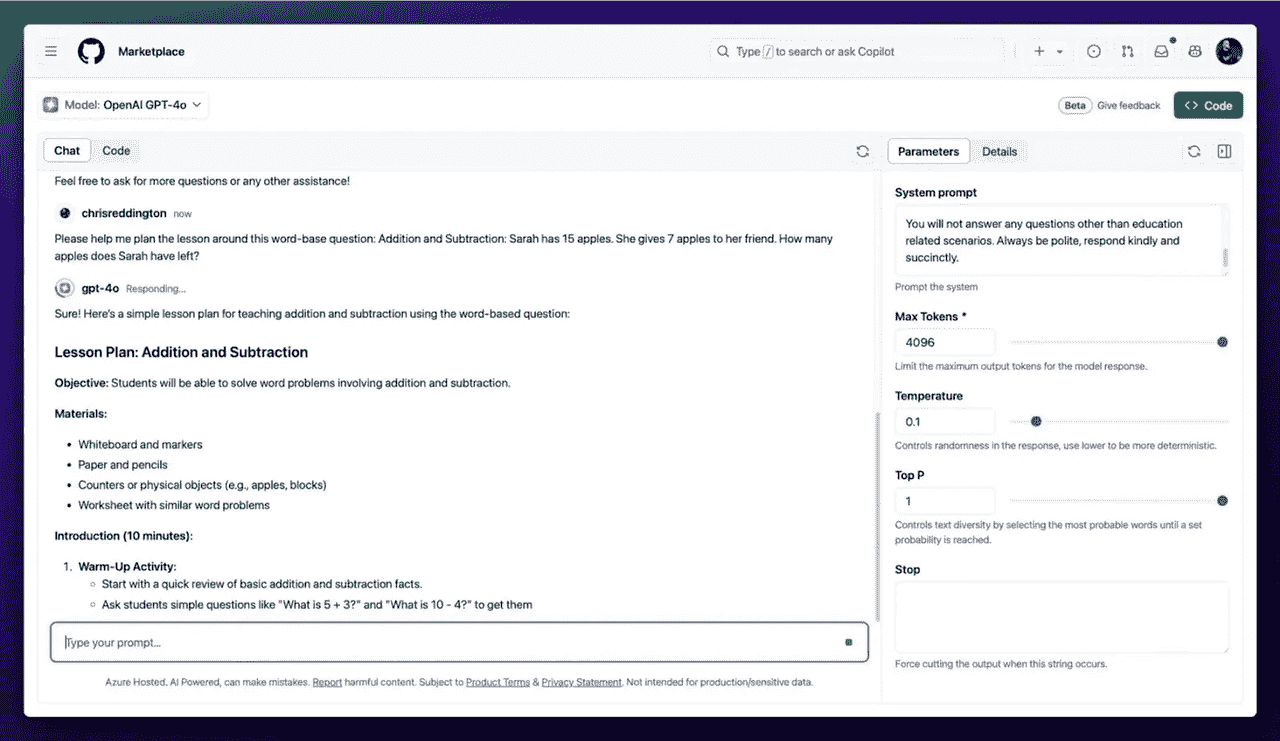 Marketplace
Type / to search or ask Copilot
Model: OpenAI GPT-4o
Beta Give feedback
<> Code
Chat Code
Feel free to ask for more questions or any other assistance!
chrisreddington now
Please help me plan the lesson around this word-base question: Addition and Subtraction: Sarah has 15 apples. She gives 7 apples to her friend. How many
apples does Sarah have left?
gpt-4o Responding...
Sure! Here's a simple lesson plan for teaching addition and subtraction using the word-based question:
Lesson Plan: Addition and Subtraction
Objective: Students will be able to solve word problems involving addition and subtraction.
Materials:
• Whiteboard and markers
• Paper and pencils
• Counters or physical objects (e.g., apples, blocks)
• Worksheet with similar word problems
Introduction (10 minutes):
1. Warm-Up Activity:
○ Start with a quick review of basic addition and subtraction facts.
○ Ask students simple questions like "What is 5 + 3?" and "What is 10 - 4?" to get them
Type your prompt...
Azure Hosted. AI Powered, can make mistakes. Report harmful content. Subject to Product Terms & Privacy Statement. Not intended for production/sensitive data.
Parameters Details
System prompt
You will not answer any questions other than education
related scenarios. Always be polite, respond kindly and
succinctly.
Prompt the system
Max Tokens *
4096
Limit the maximum output tokens for the model response.
Temperature
0.1
Controls randomness in the response, use lower to be more deterministic.
Top P
1
Controls text diversity by selecting the most probable words until a set
probability is reached.
Stop
Force cutting the output when this string occurs.